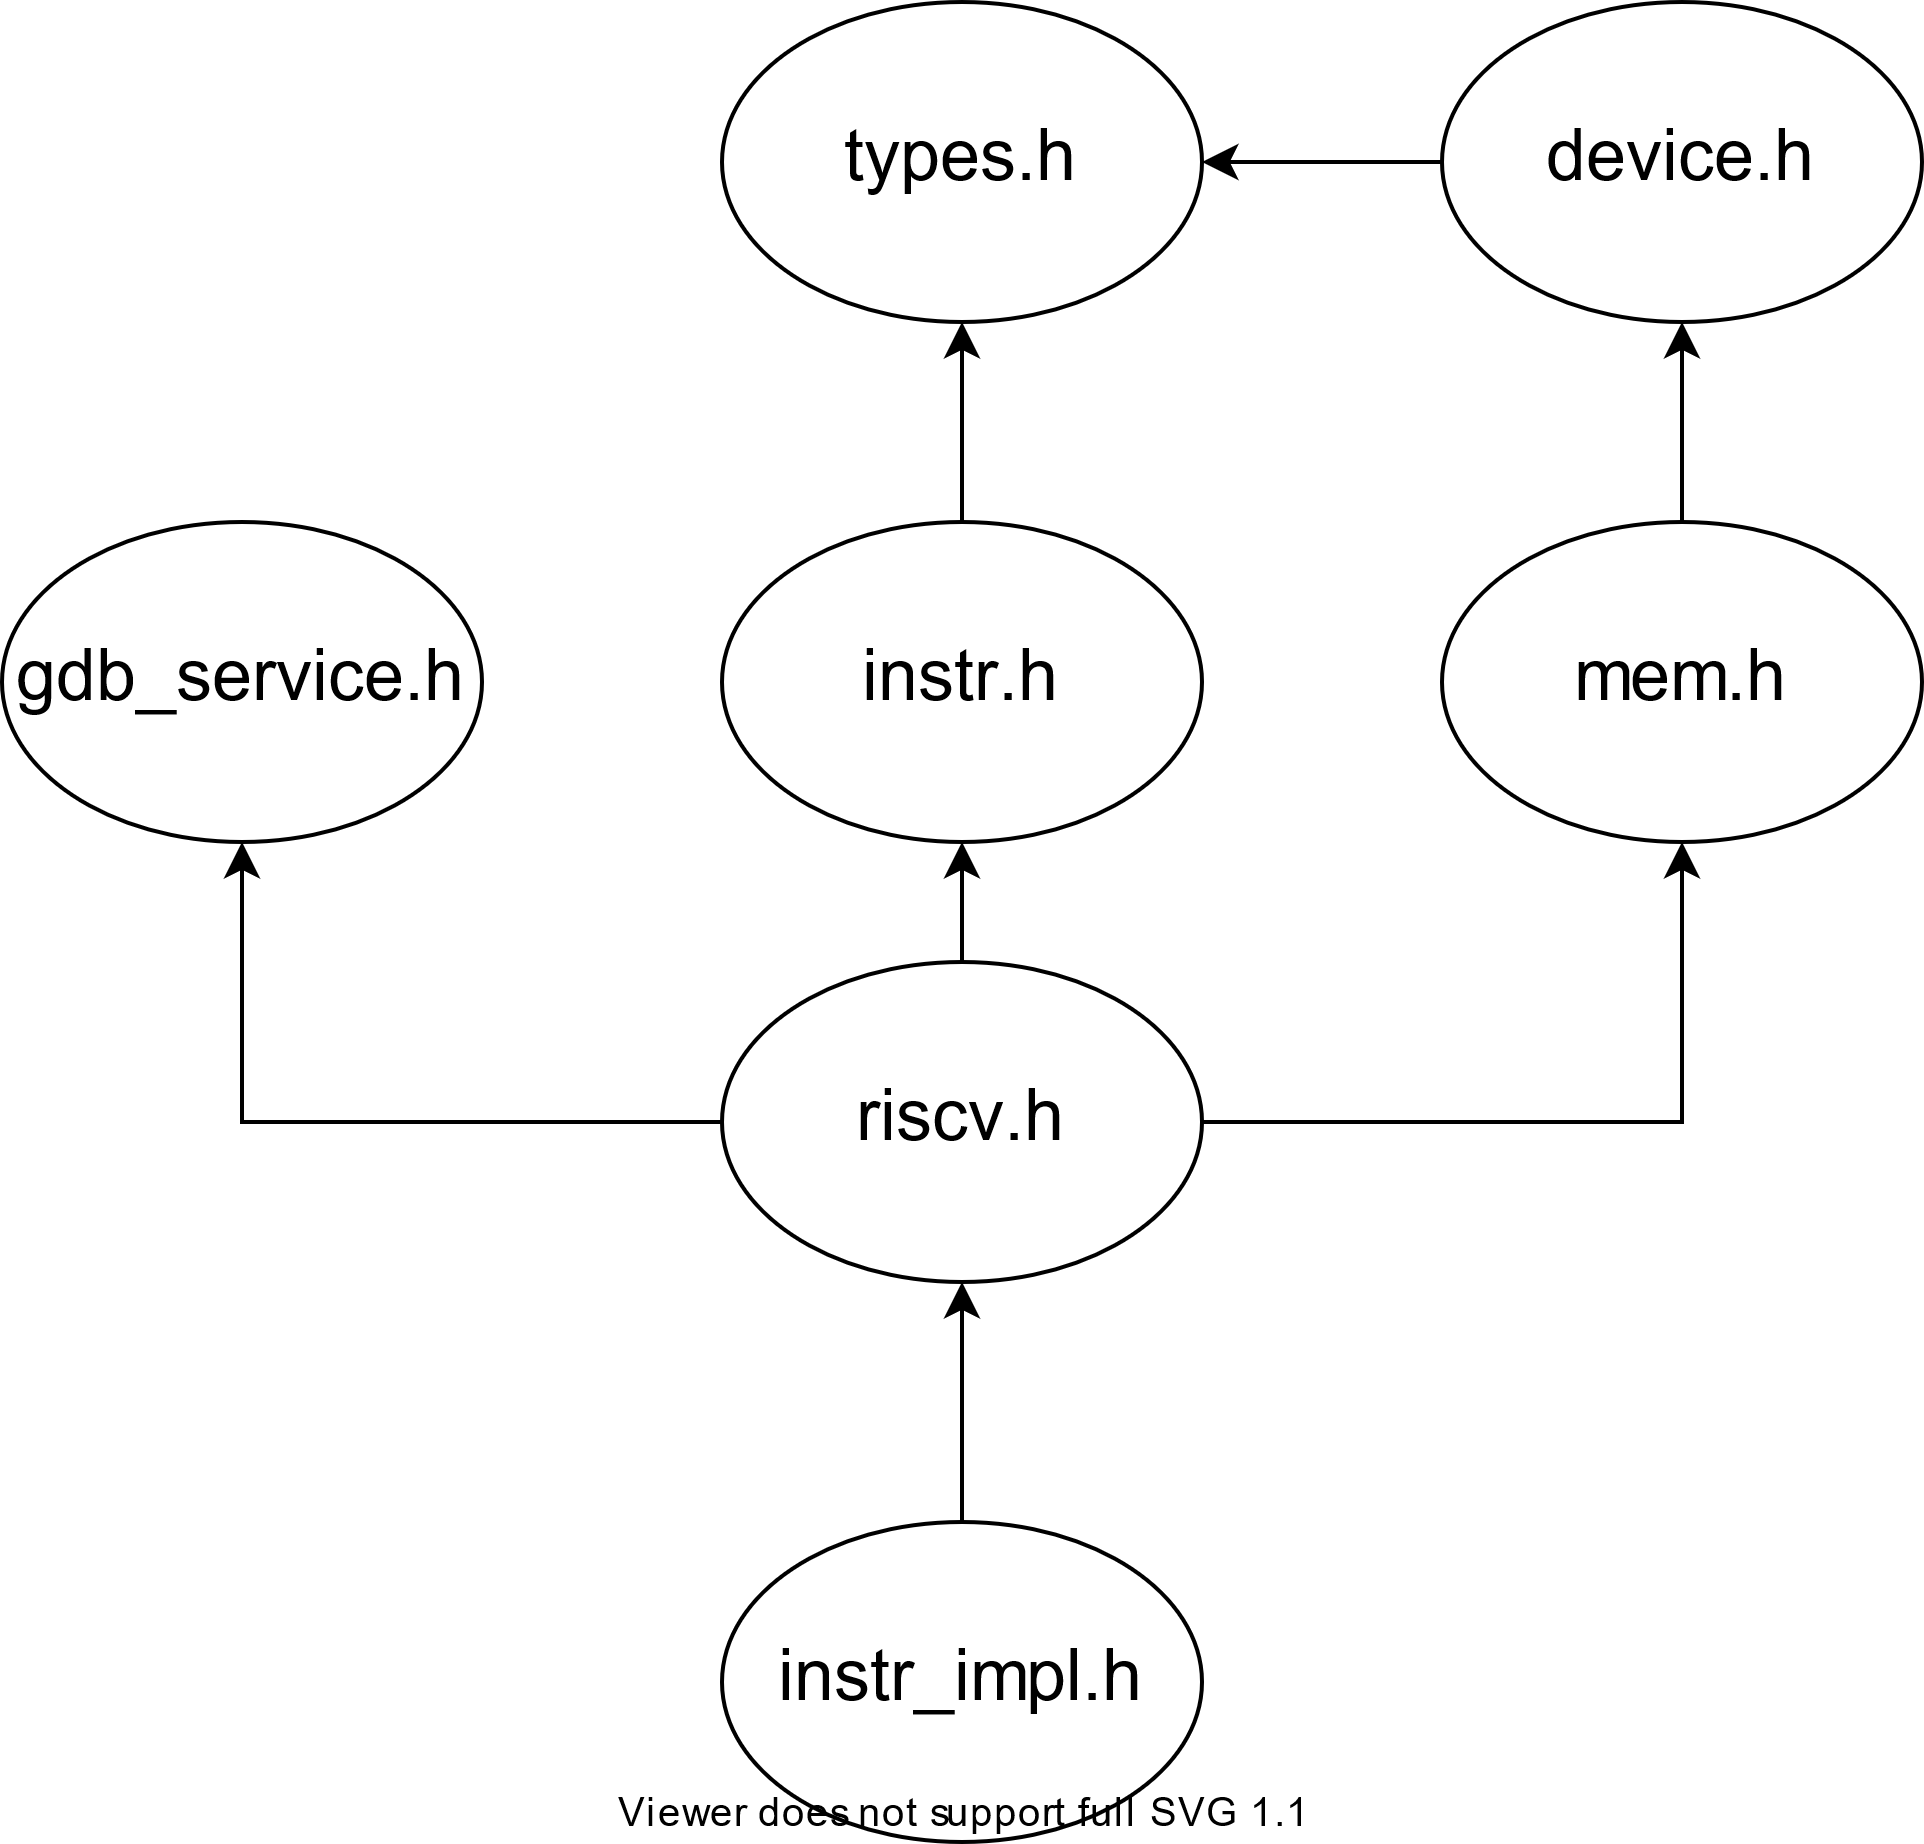 types.h
device.h
gdb_service.h
instr.h
mem.h
riscv.h
instr_impl.h
Viewer does not support full SVG 1.1